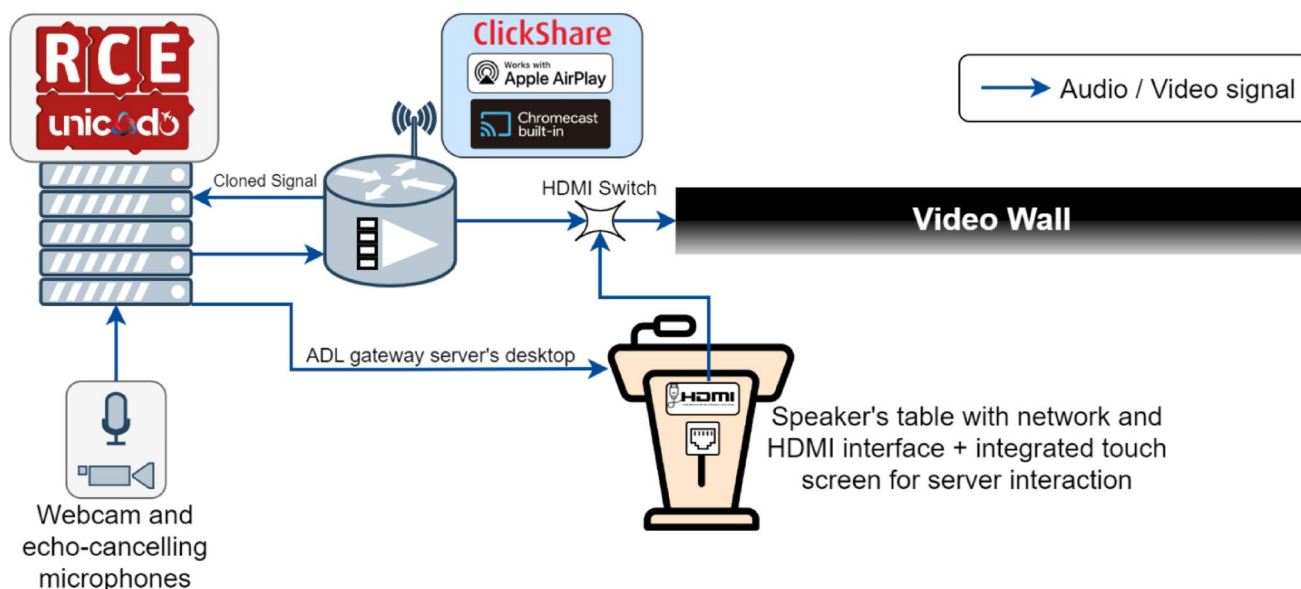 RCE
unicado
ClickShare
Works with
Apple AirPlay
Chromecast
built-in
Audio / Video signal
Cloned Signal
HDMI Switch
Video Wall
ADL gateway server's desktop
HDMI
Speaker's table with network and
HDMI interface + integrated touch
screen for server interaction
Webcam and
echo-cancelling
microphones